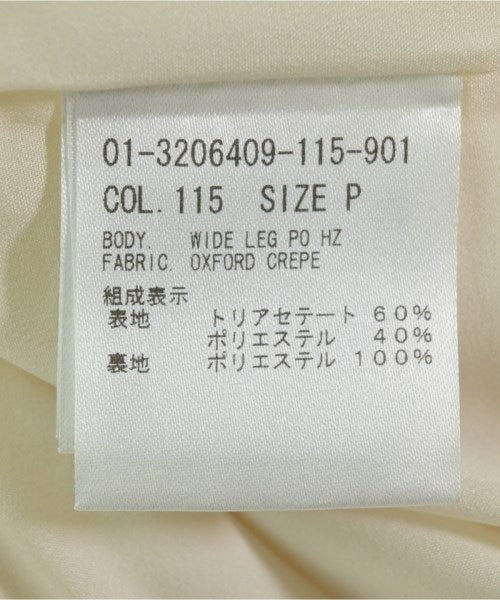 01-3206409-115-901
COL. 115 SIZE P
BODY. WIDE LEG PO HZ
FABRIC. OXFORD CREPE
組成表示
表地 トリアセテート 60%
ポリエステル 40%
裏地 ポリエステル 100%